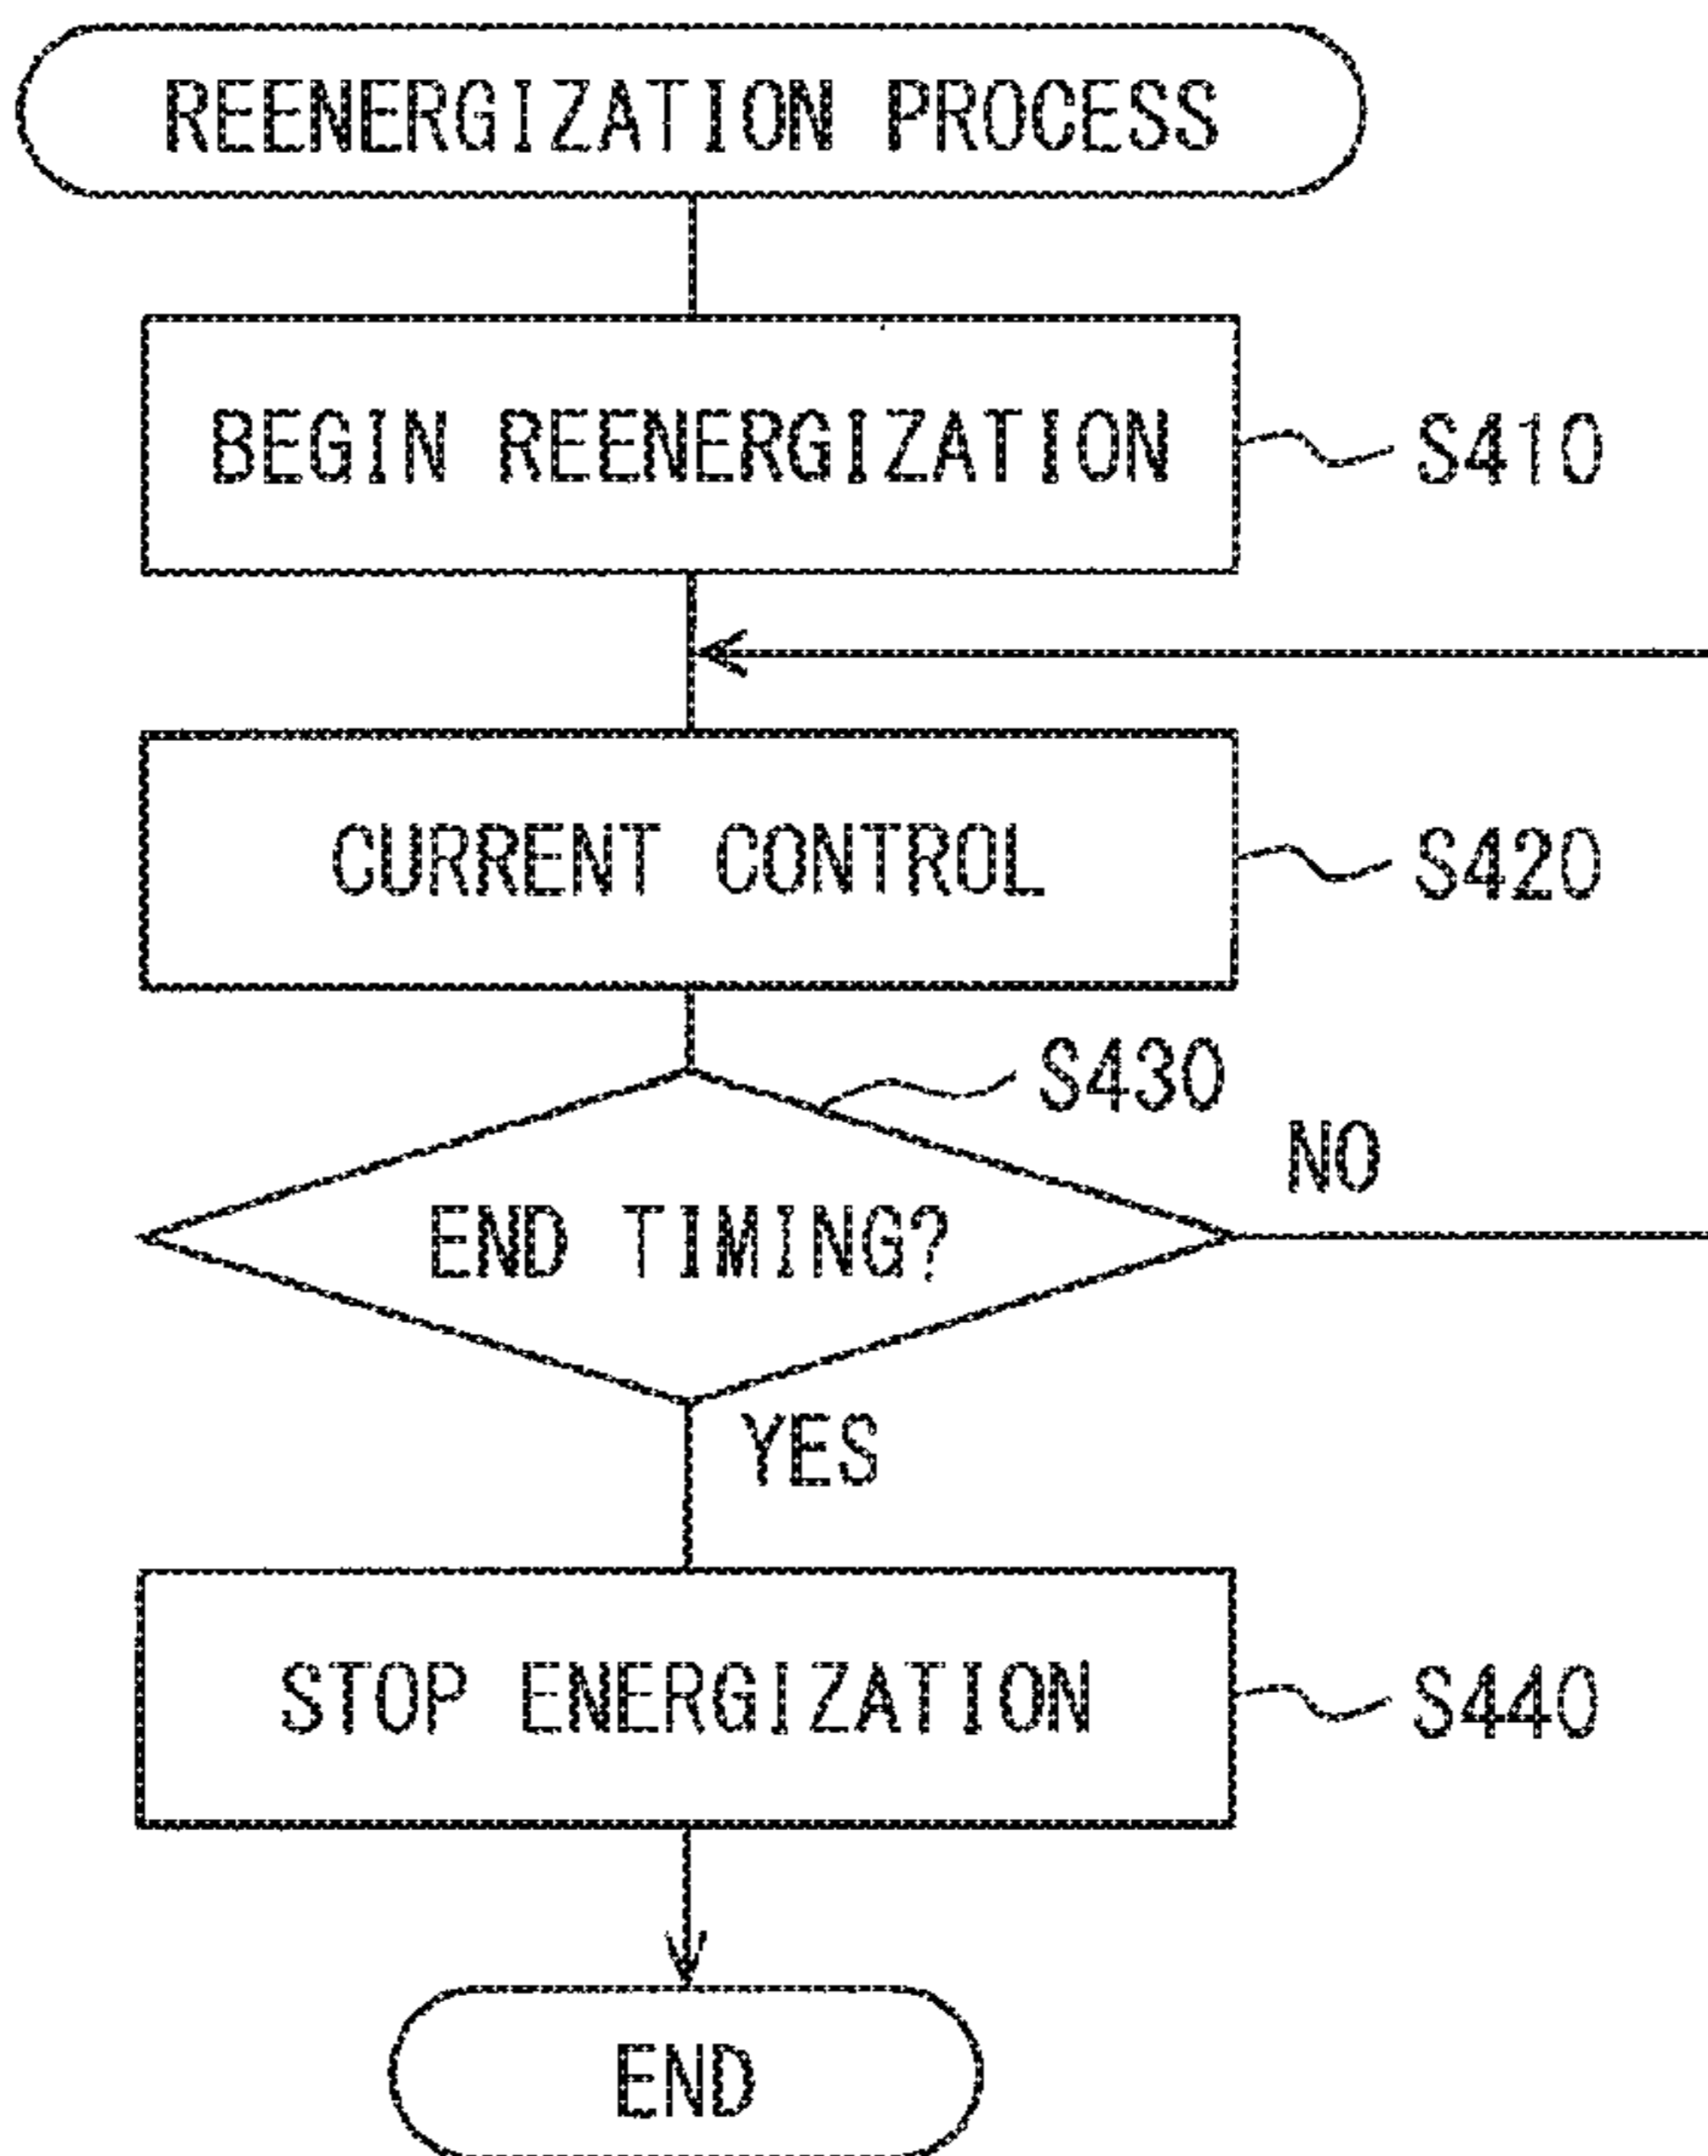 REENERGIZATION PROCESS
BEGIN REENERGIZATION
S410
CURRENT CONTROL
S420
S430
NO
END TIMING?
YES
STOP ENERGIZATION
S440
END